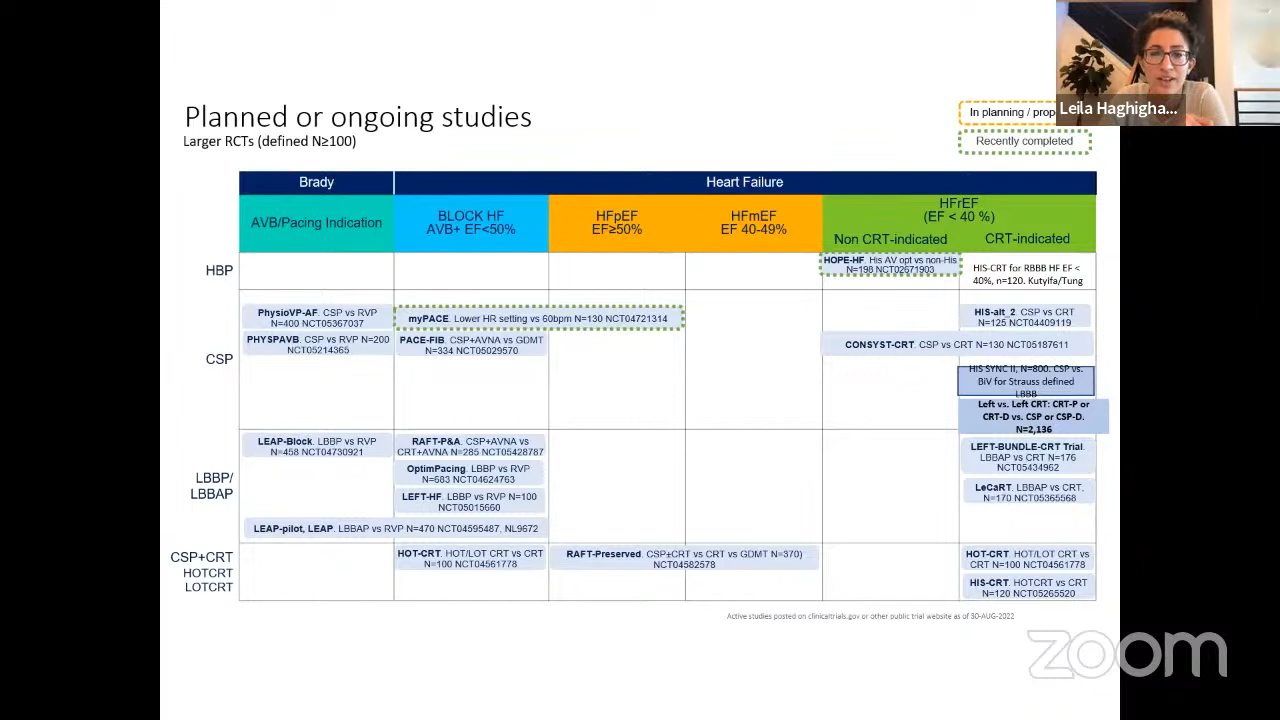 Planned or ongoing studies
Larger RCTs (defined N≥100)
In planning /
Recently completed
Leila Haghigha...
Brady
Heart Failure
AVB/Pacing Indication
BLOCK HF
AVB+ EF<50%
HFpEF
EF≥50%
HFmEF
EF 40-49%
HFrEF
(EF < 40 %)
Non CRT-indicated
CRT-indicated
HBP
HOPE-HF. His AV opt vs non-His
N=198 NCT02671903
HIS-CRT for RBBB HF EF <
40%, n=120. Kutyifa/Tung
CSP
PhysioVP-AF. CSP vs RVP
N=400 NCT05367037
myPACE. Lower HR setting vs 60bpm N=130 NCT04721314
HIS-alt_2. CSP vs CRT
N=125 NCT04409119
PHYSPAVB. CSP vs RVP N=200
NCT05214365
PACE-FIB. CSP+AVNA vs GDMT
N=334 NCT05029570
CONSYST-CRT. CSP vs CRT N=130 NCT05187611
HIS SYNC II, N=800. CSP vs.
BiV for Strauss defined
LBBB
Left vs. Left CRT: CRT-P or
CRT-D vs. CSP or CSP-D.
N=2,136
LBBP/
LBBAP
LEAP-Block. LBBP vs RVP
N=458 NCT04730921
RAFT-P&A. CSP+AVNA vs
CRT+AVNA N=285 NCT05428787
OptimPacing. LBBP vs RVP
N=683 NCT04624763
LEFT-HF. LBBP vs RVP N=100
NCT05015660
LEAP-pilot, LEAP. LBBAP vs RVP N=470 NCT04595487, NL9672
LEFT-BUNDLE-CRT Trial.
LBBAP vs CRT N=176
NCT05434962
LeCaRT. LBBAP vs CRT,
N=170 NCT05365568
CSP+CRT
HOTCRT
LOTCRT
HOT-CRT. HOT/LOT CRT vs CRT
N=100 NCT04561778
RAFT-Preserved. CSP±CRT vs CRT vs GDMT N=370)
NCT04582578
HOT-CRT. HOT/LOT CRT vs
CRT N=100 NCT04561778
HIS-CRT. HOTCRT vs CRT
N=120 NCT05265520
Active studies posted on clinicaltrials.gov or other public trial website as of 30-AUG-2022
zoom